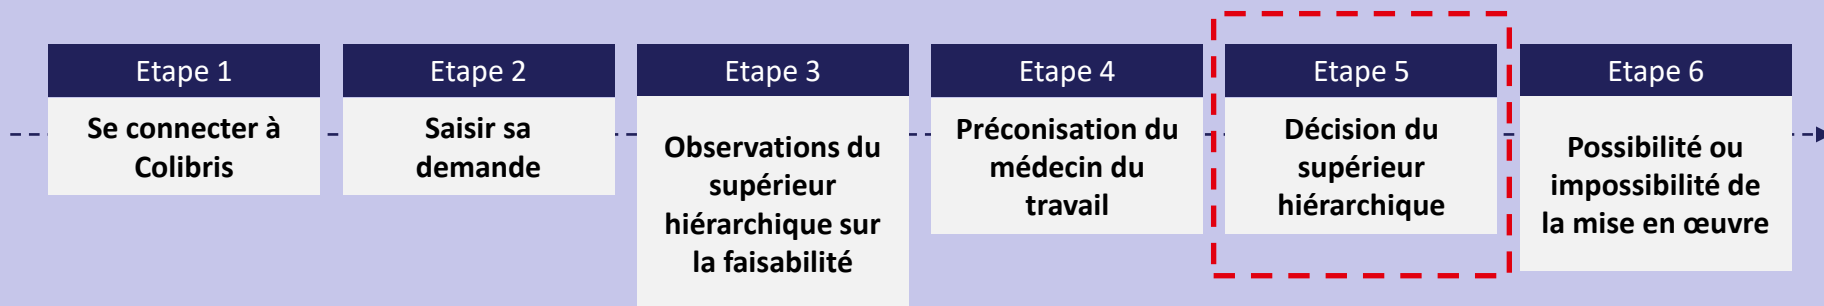 Etape 1
Se connecter à
Colibris
Etape 2
Saisir sa
demande
Etape 3
Observations du
supérieur
hiérarchique sur
la faisabilité
Etape 4
Préconisation du
médecin du
travail
Etape 5
Décision du
supérieur
hiérarchique
Etape 6
Possibilité ou
impossibilité de
la mise en œuvre